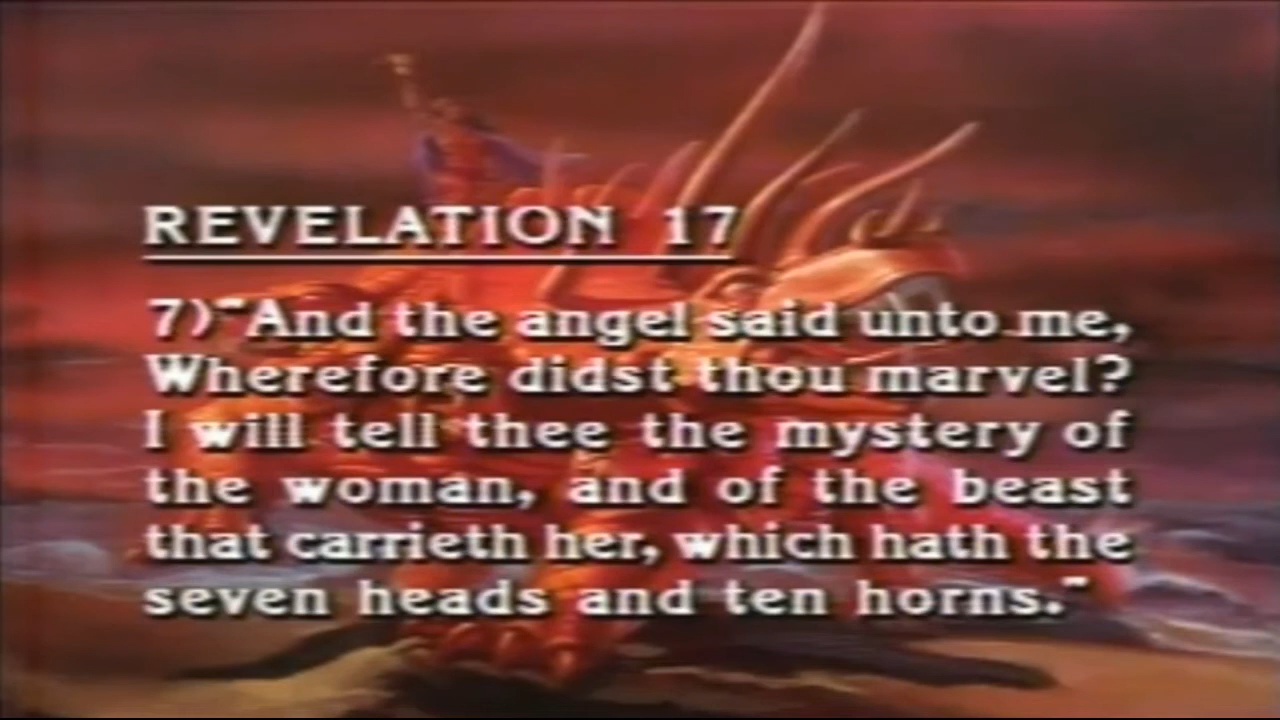 REVELATION 17
7)"And the angel said unto me,
Wherefore didst thou marvel?
I will tell thee the mystery of
the woman, and of the beast
that carrieth her, which hath the
seven heads and ten horns."